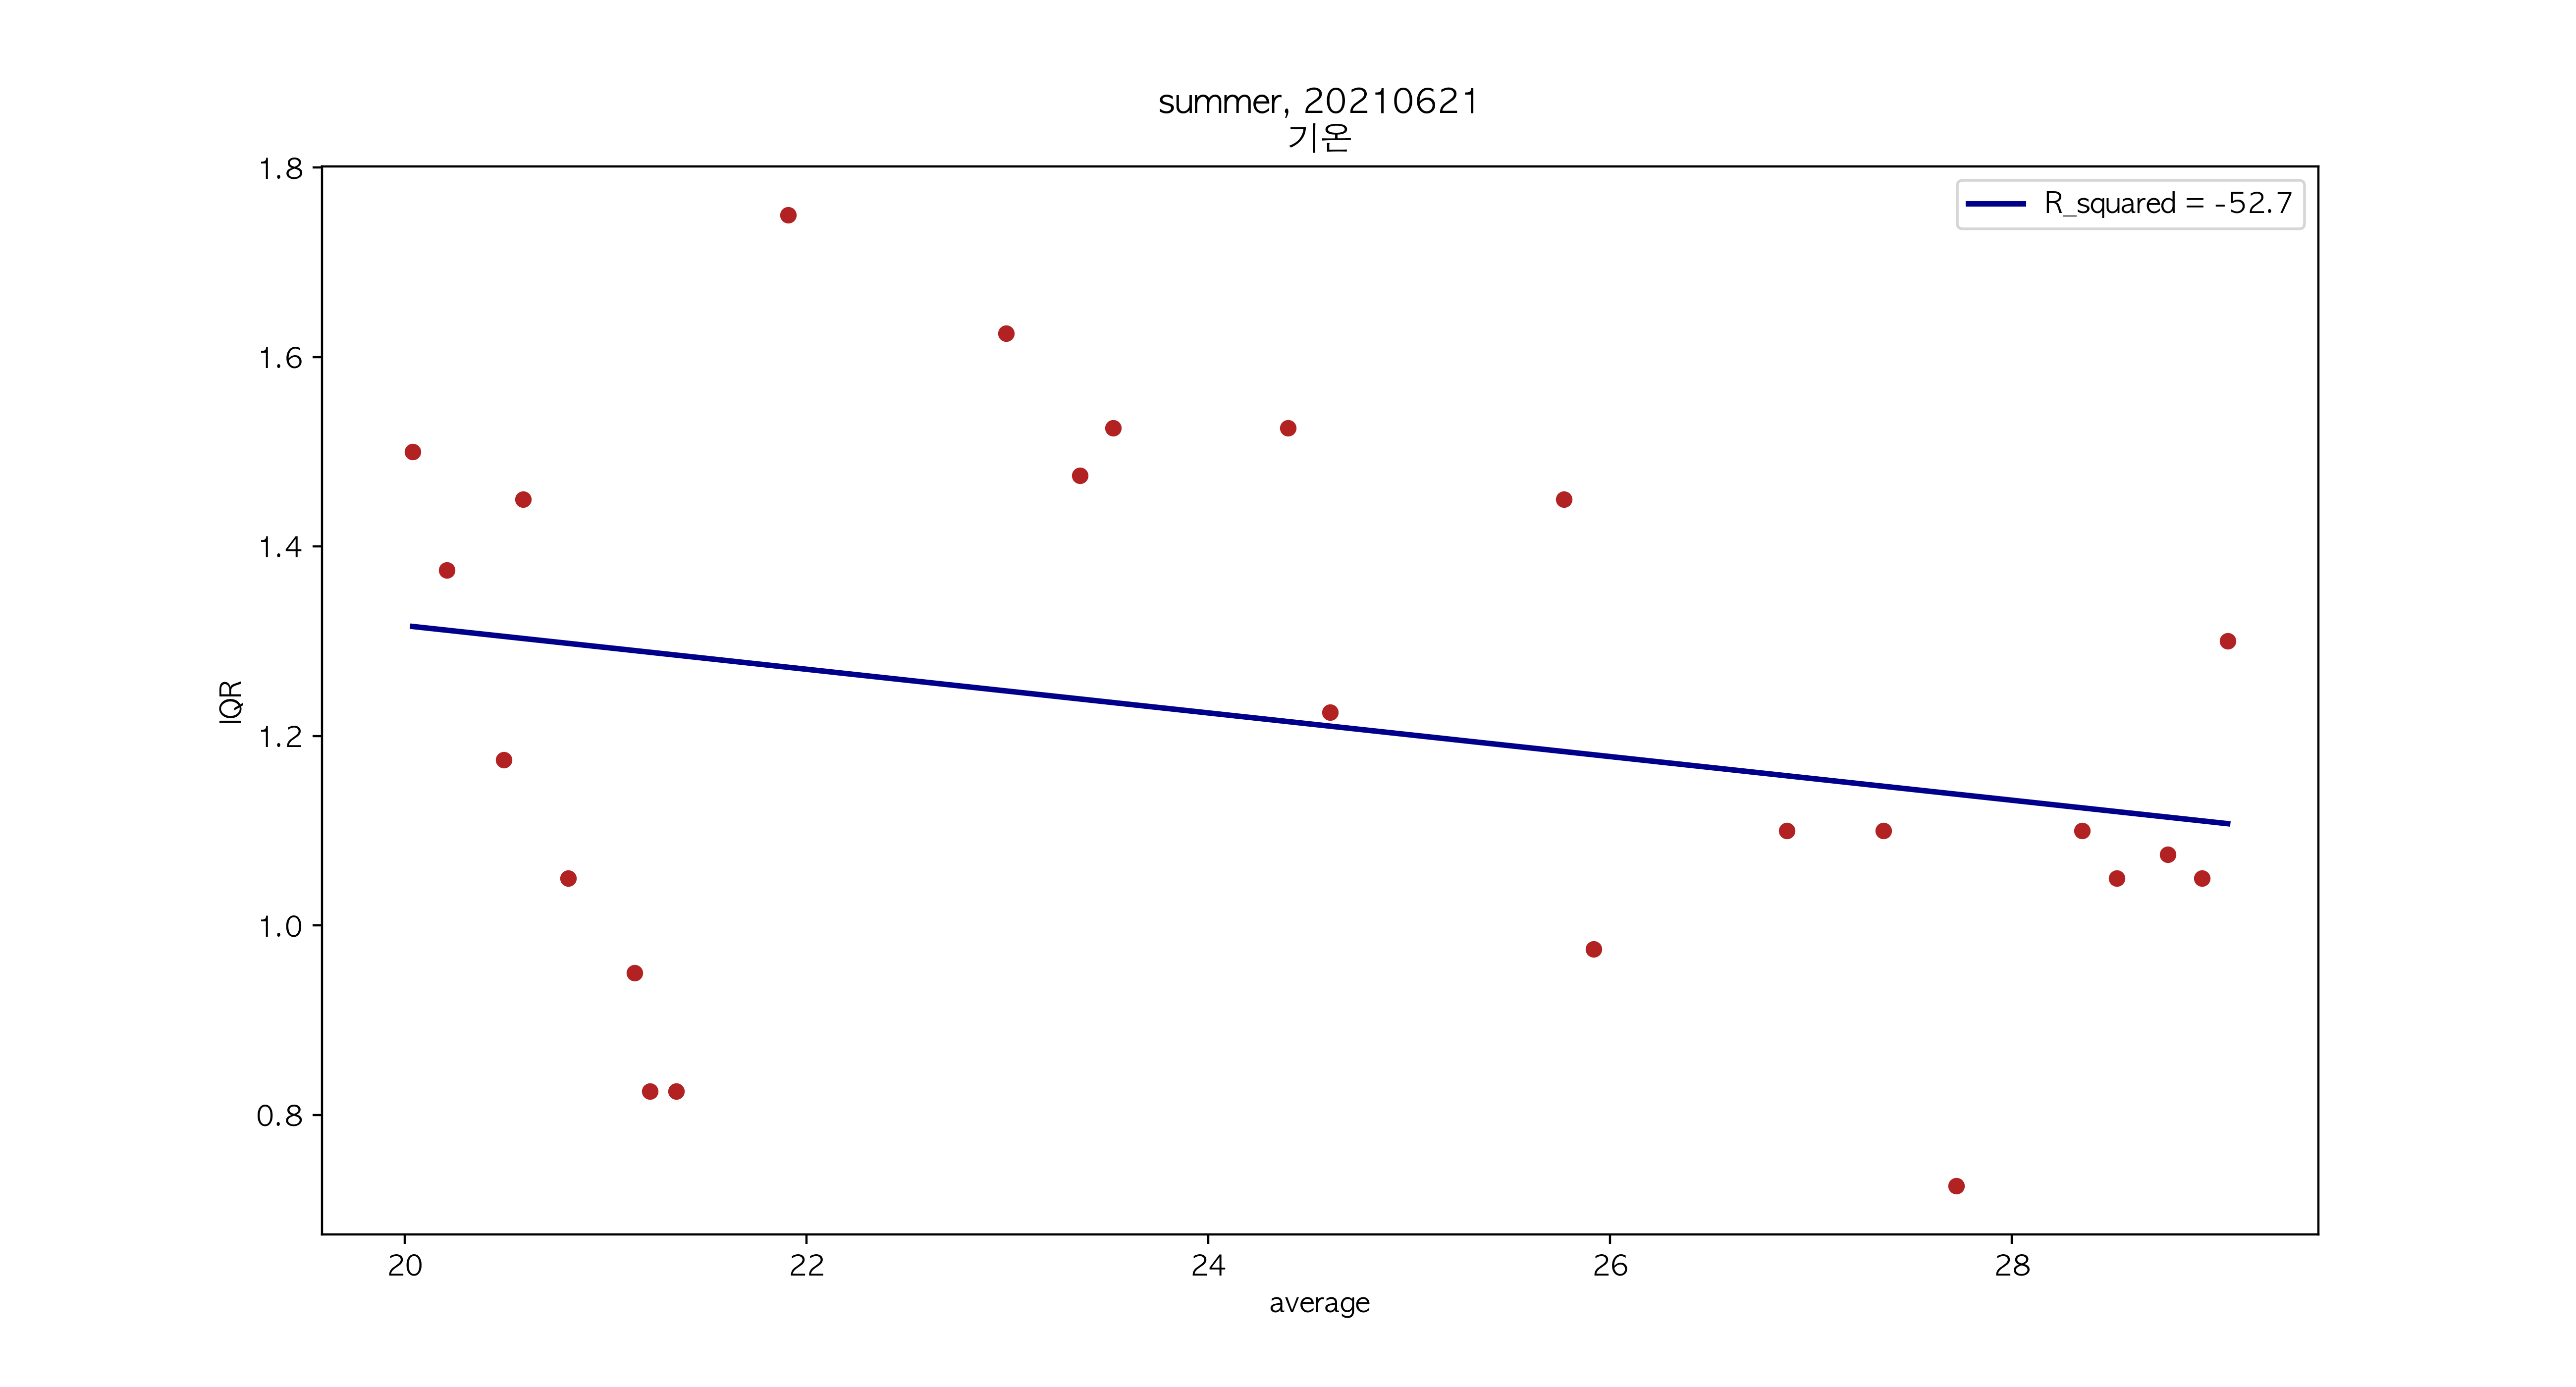 summer, 20210621
기온
R_squared = -52.7
1.8
1.6
1.4
1.2
1.0
0.8
IQR
20 22 24 26 28
average